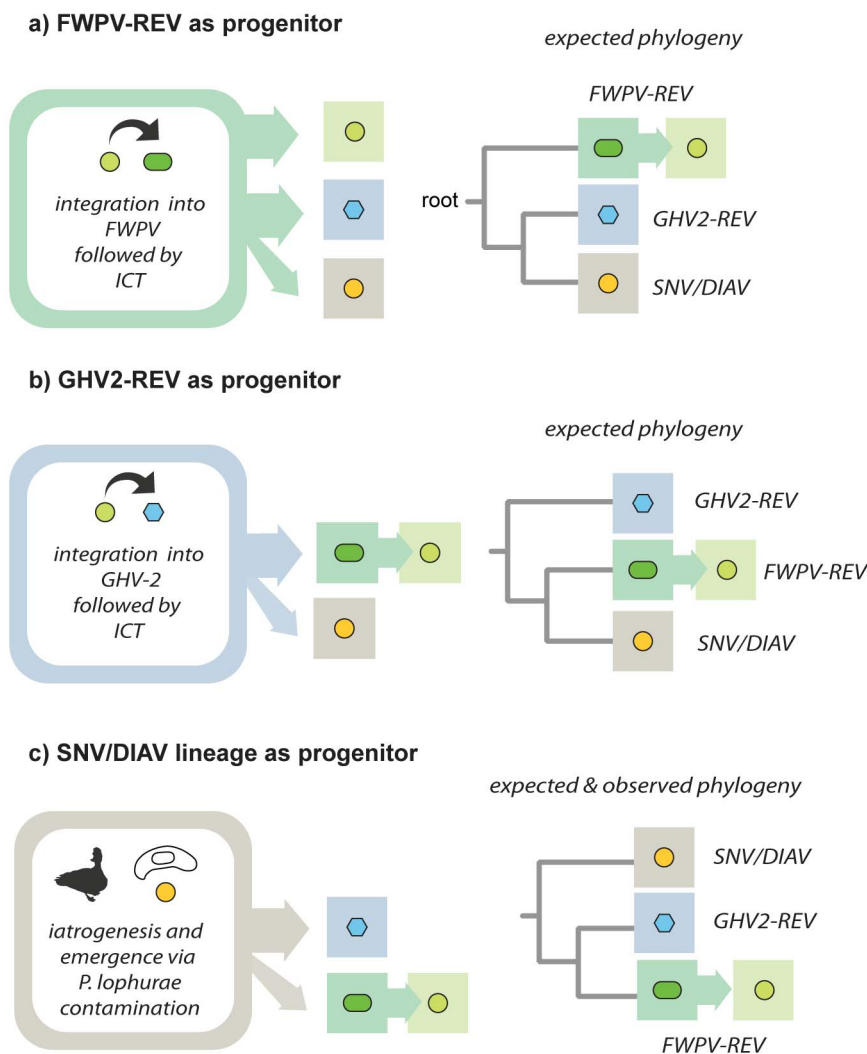 a) FWPV-REV as progenitor
expected phylogeny
integration into
FWPV
followed by
ICT
root
FWPV-REV
GHV2-REV
SNV/DIAV
b) GHV2-REV as progenitor
expected phylogeny
integration into
GHV-2
followed by
ICT
GHV2-REV
FWPV-REV
SNV/DIAV
c) SNV/DIAV lineage as progenitor
expected & observed phylogeny
iatrogenesis and
emergence via
P. lophurae
contamination
SNV/DIAV
GHV2-REV
FWPV-REV